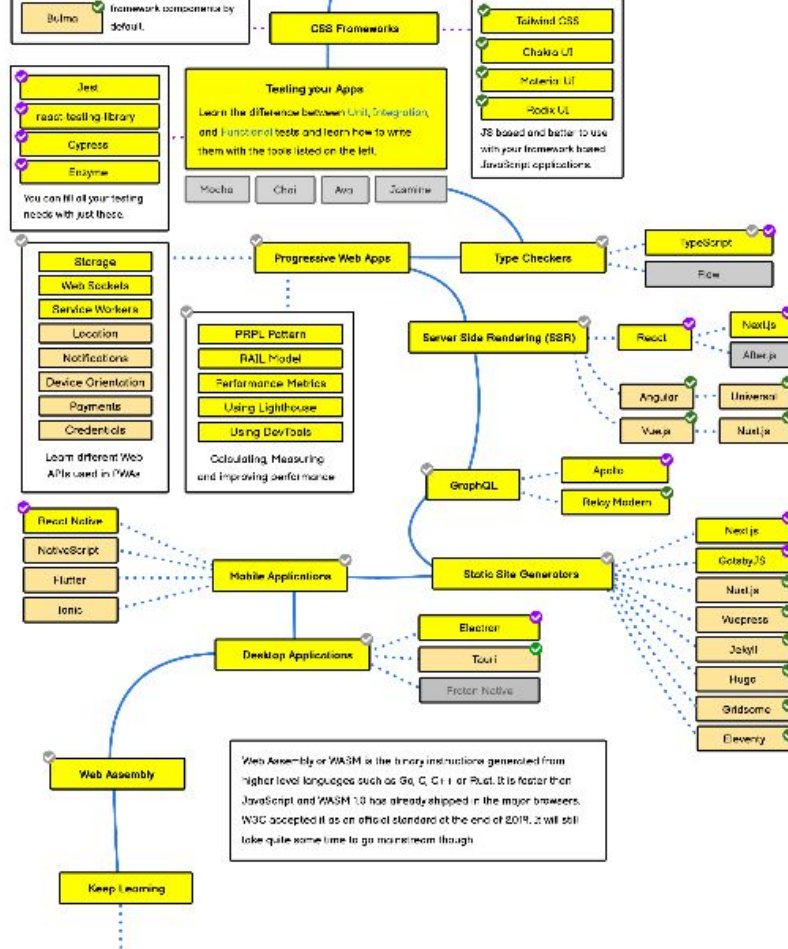 Bulma
framework components by
default.
CSS Frameworks
Tailwind CSS
Chakra UI
Material UI
Radix UI
JS based and better to use
with your framework based
JavaScript applications.
Jest
react-testing-library
Cypress
Enzyme
You can fill all your testing
needs with just these.
Testing your Apps
Learn the difference between Unit, Integration,
and Functional tests and learn how to write
them with the tools listed on the left.
Mocha
Chai
Ava
Jasmine
Progressive Web Apps
Type Checkers
TypeScript
Flow
Storage
Web Sockets
Service Workers
Location
Notifications
Device Orientation
Payments
Credentials
Learn different Web
APIs used in PWAs
PRPL Pattern
RAIL Model
Performance Metrics
Using Lighthouse
Using DevTools
Calculating, Measuring
and improving performance
Server Side Rendering (SSR)
React
Next.js
After.js
Angular
Universal
Vue.js
Nuxt.js
GraphQL
Apollo
Relay Modern
React Native
NativeScript
Flutter
Ionic
Mobile Applications
Static Site Generators
Next.js
GatsbyJS
Nuxt.js
Vuepress
Jekyll
Hugo
Gridsome
Eleventy
Desktop Applications
Electron
Tauri
Proton Native
Web Assembly
Web Assembly or WASM is the binary instructions generated from
higher level languages such as Go, C, C++ or Rust. It is faster than
JavaScript and WASM 1.0 has already shipped in the major browsers.
W3C accepted it as an official standard at the end of 2019. It will still
take quite some time to go mainstream though
Keep Learning